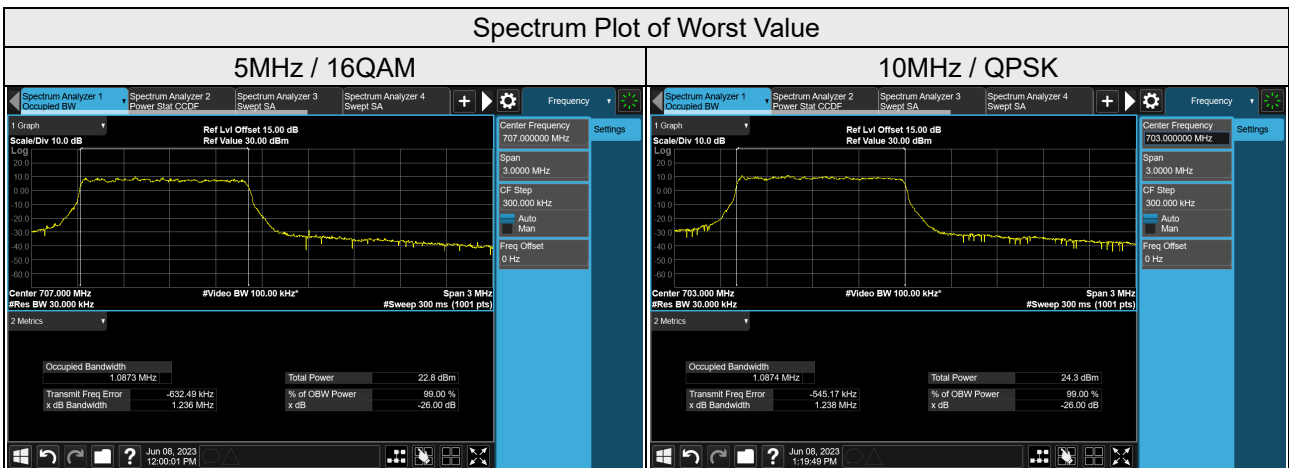 Spectrum Plot of Worst Value
5MHz / 16QAM
10MHz / QPSK
Spectrum Analyzer 1
Occupied BW
Spectrum Analyzer 2
Power Stat CCDF
Spectrum Analyzer 3
Swept SA
Spectrum Analyzer 4
Swept SA
+
Frequency
1 Graph
Scale/Div 10.0 dB
Ref Lvl Offset 15.00 dB
Ref Value 30.00 dBm
Log
20.0
10.0
0.00
-10.0
-20.0
-30.0
-40.0
-50.0
-60.0
Center 707.000 MHz
#Res BW 30.000 kHz
#Video BW 100.00 kHz*
Span 3 MHz
#Sweep 300 ms (1001 pts)
Center Frequency
707.000000 MHz
Settings
Span
3.0000 MHz
CF Step
300.000 kHz
Auto
Man
Freq Offset
0 Hz
2 Metrics
Occupied Bandwidth
1.0873 MHz
Total Power 22.8 dBm
Transmit Freq Error -632.49 kHz
% of OBW Power 99.00 %
x dB Bandwidth 1.236 MHz
x dB -26.00 dB
?
Jun 08, 2023
12:00:01 PM
Spectrum Analyzer 1
Occupied BW
Spectrum Analyzer 2
Power Stat CCDF
Spectrum Analyzer 3
Swept SA
Spectrum Analyzer 4
Swept SA
+
Frequency
1 Graph
Scale/Div 10.0 dB
Ref Lvl Offset 15.00 dB
Ref Value 30.00 dBm
Log
20.0
10.0
0.00
-10.0
-20.0
-30.0
-40.0
-50.0
-60.0
Center 703.000 MHz
#Res BW 30.000 kHz
#Video BW 100.00 kHz*
Span 3 MHz
#Sweep 300 ms (1001 pts)
Center Frequency
703.000000 MHz
Settings
Span
3.0000 MHz
CF Step
300.000 kHz
Auto
Man
Freq Offset
0 Hz
2 Metrics
Occupied Bandwidth
1.0874 MHz
Total Power 24.3 dBm
Transmit Freq Error -545.17 kHz
% of OBW Power 99.00 %
x dB Bandwidth 1.238 MHz
x dB -26.00 dB
?
Jun 08, 2023
1:19:49 PM